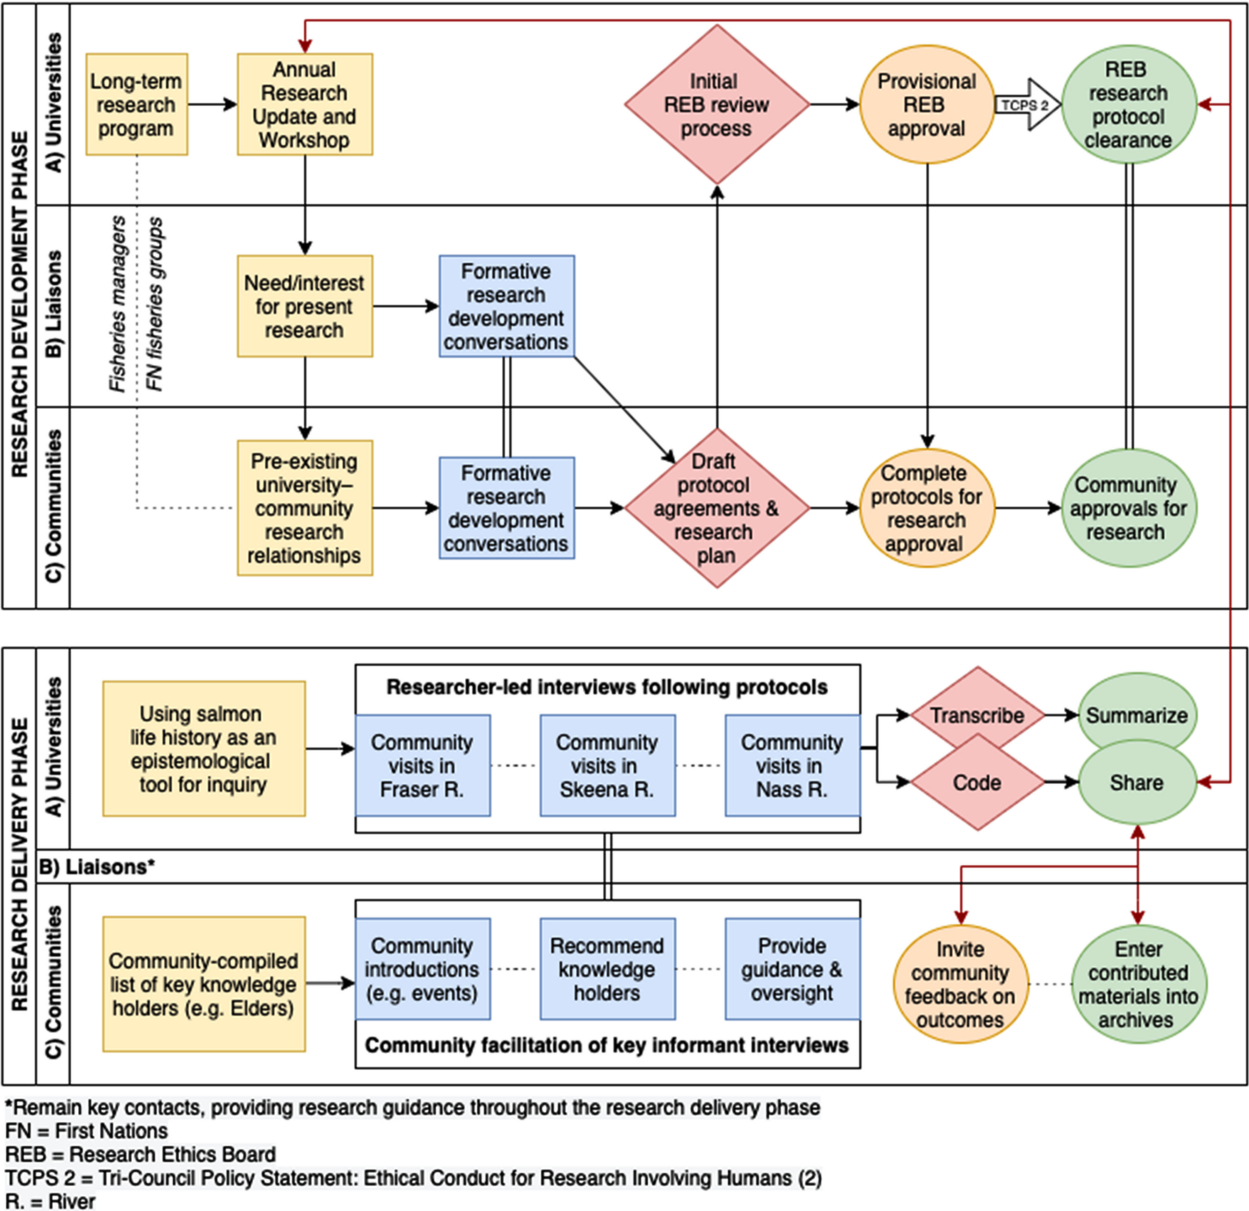 RESEARCH DEVELOPMENT PHASE
A) Universities
Long-term
research
program
Annual
Research
Update and
Workshop
Initial
REB review
process
Provisional
REB
approval
TCPS 2
REB
research
protocol
clearance
B) Liaisons
Fisheries managers
FN fisheries groups
Need/interest
for present
research
Formative
research
development
conversations
C) Communities
Pre-existing
university–
community
research
relationships
Formative
research
development
conversations
Draft
protocol
agreements &
research
plan
Complete
protocols for
research
approval
Community
approvals for
research
RESEARCH DELIVERY PHASE
A) Universities
Using salmon
life history as an
epistemological
tool for inquiry
Researcher-led interviews following protocols
Community
visits in
Fraser R.
Community
visits in
Skeena R.
Community
visits in
Nass R.
Transcribe
Summarize
Code
Share
B) Liaisons*
C) Communities
Community-compiled
list of key knowledge
holders (e.g. Elders)
Community
introductions
(e.g. events)
Recommend
knowledge
holders
Provide
guidance &
oversight
Community facilitation of key informant interviews
Invite
community
feedback on
outcomes
Enter
contributed
materials into
archives
*Remain key contacts, providing research guidance throughout the research delivery phase
FN = First Nations
REB = Research Ethics Board
TCPS 2 = Tri-Council Policy Statement: Ethical Conduct for Research Involving Humans (2)
R. = River